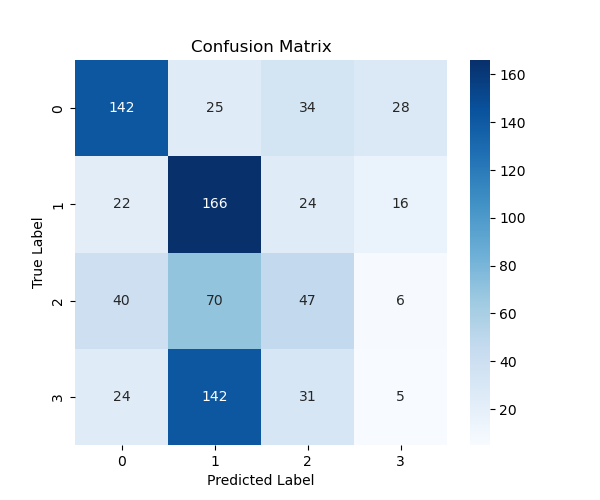 Confusion Matrix
True Label
0 142 25 34 28
1 22 166 24 16
2 40 70 47 6
3 24 142 31 5
0 1 2 3
Predicted Label
160
140
120
100
80
60
40
20